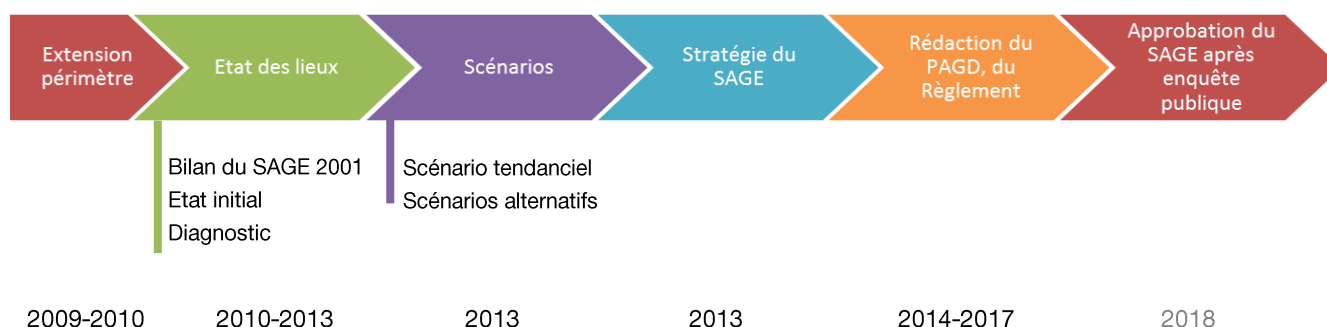 Extension
périmètre
Etat des lieux
Scénarios
Stratégie du
SAGE
Rédaction du
PAGD, du
Règlement
Approbation du
SAGE après
enquête
publique
Bilan du SAGE 2001
Etat initial
Diagnostic
Scénario tendanciel
Scénarios alternatifs
2009-2010
2010-2013
2013
2013
2014-2017
2018